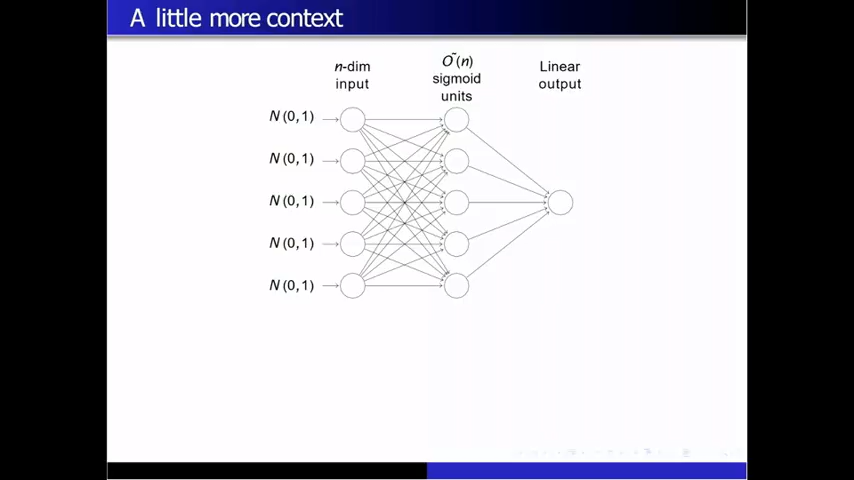 A little more context
n-dim
input
Õ(n)
sigmoid
units
Linear
output
N(0, 1)
N(0, 1)
N(0, 1)
N(0, 1)
N(0, 1)